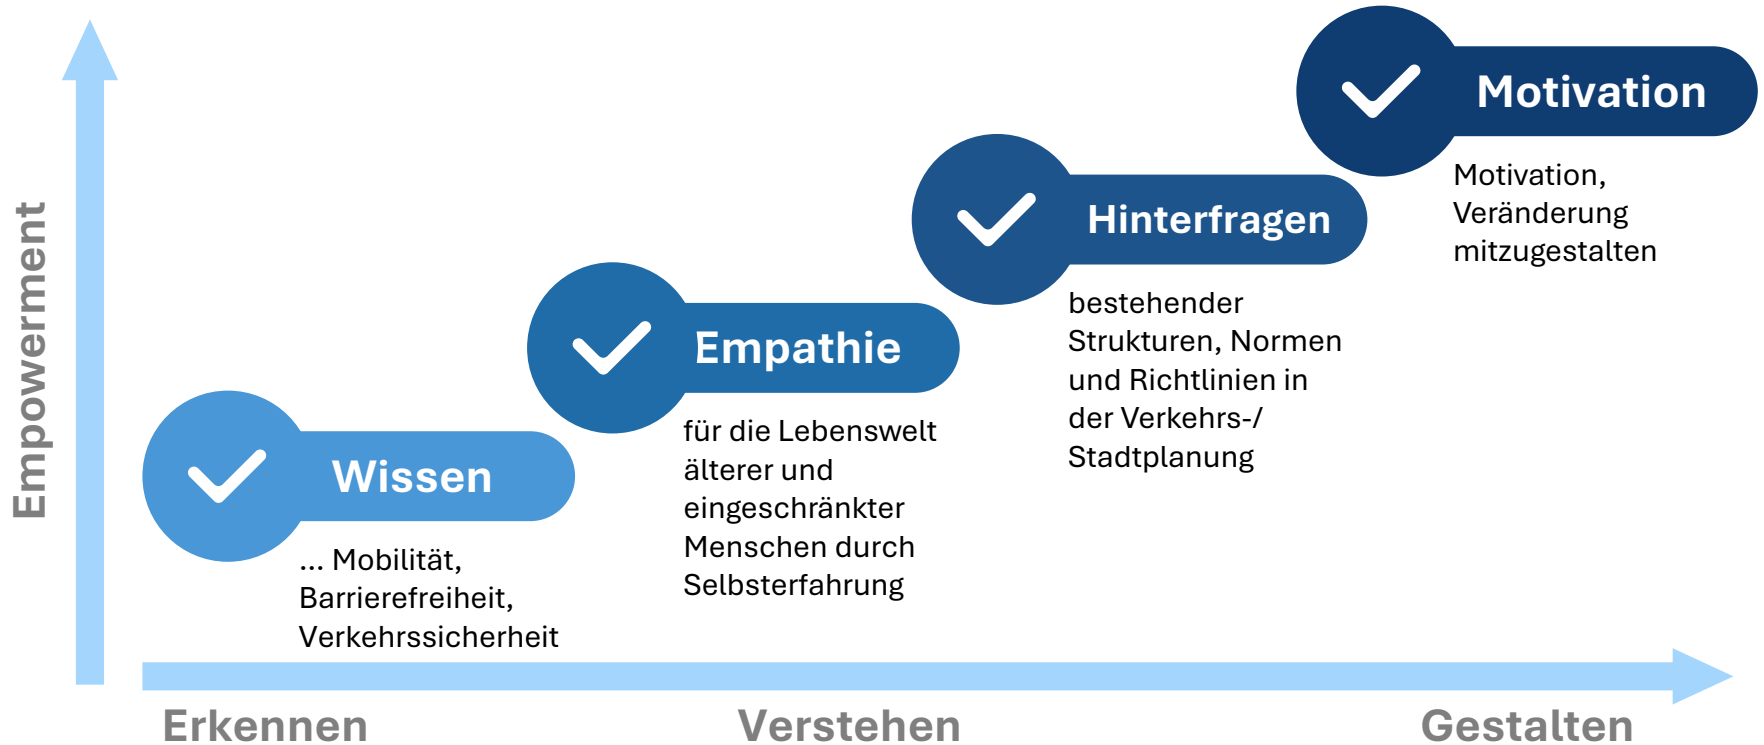 Empowerment
Wissen
... Mobilität,
Barrierefreiheit,
Verkehrssicherheit
Empathie
für die Lebenswelt
älterer und
eingeschränkter
Menschen durch
Selbsterfahrung
Hinterfragen
bestehender
Strukturen, Normen
und Richtlinien in
der Verkehrs-/
Stadtplanung
Motivation
Motivation,
Veränderung
mitzugestalten
Erkennen
Verstehen
Gestalten